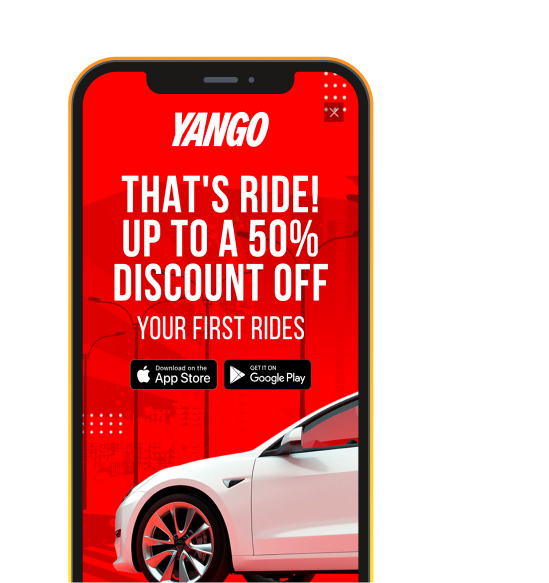 YANGO
THAT'S RIDE!
UP TO A 50%
DISCOUNT OFF
YOUR FIRST RIDES
Download on the
App Store
GET IT ON
Google Play